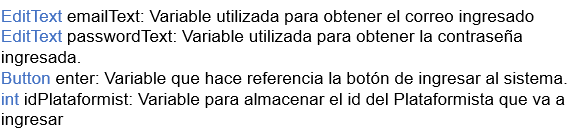 EditText emailText: Variable utilizada para obtener el correo ingresado
EditText passwordText: Variable utilizada para obtener la contraseña
ingresada.
Button enter: Variable que hace referencia la botón de ingresar al sistema.
int idPlataformist: Variable para almacenar el id del Plataformista que va a
ingresar